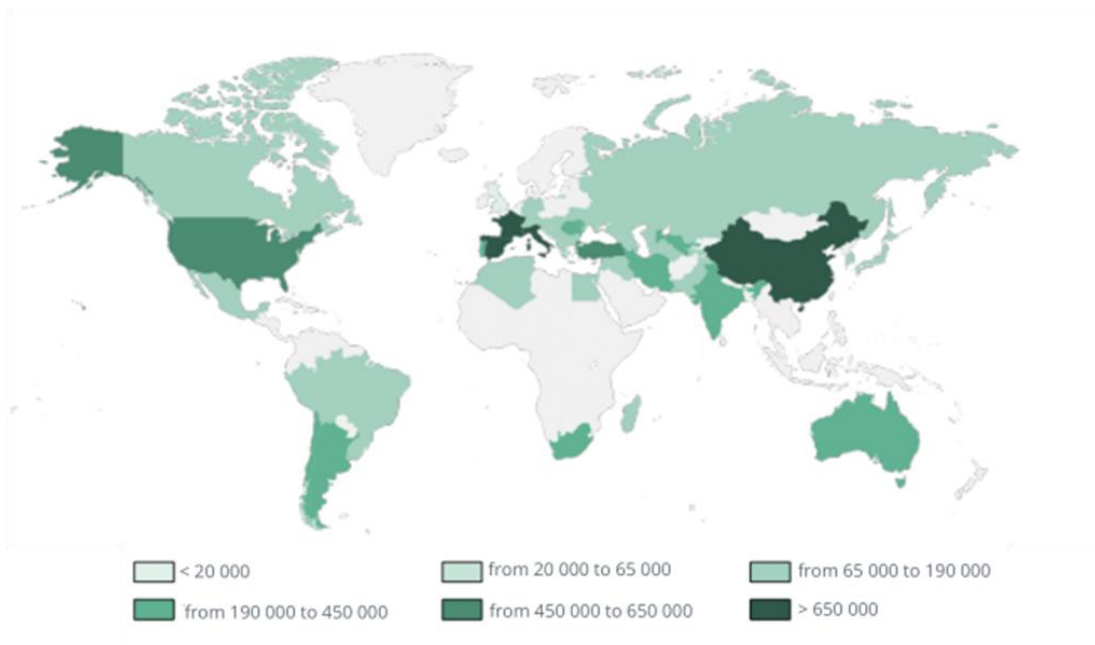 < 20 000
from 20 000 to 65 000
from 65 000 to 190 000
from 190 000 to 450 000
from 450 000 to 650 000
> 650 000